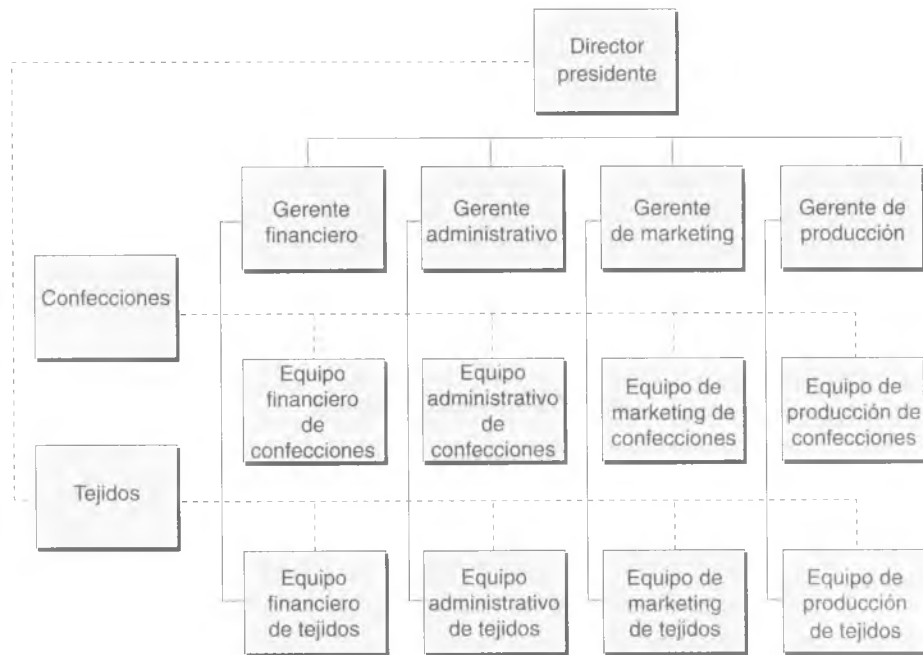 Director
presidente
Gerente
financiero
Gerente
administrativo
Gerente
de marketing
Gerente de
producción
Confecciones
Equipo
financiero
de
confecciones
Equipo
administrativo
de
confecciones
Equipo de
marketing de
confecciones
Equipo de
producción de
confecciones
Tejidos
Equipo
financiero
de tejidos
Equipo
administrativo
de tejidos
Equipo de
marketing
de tejidos
Equipo de
producción
de tejidos